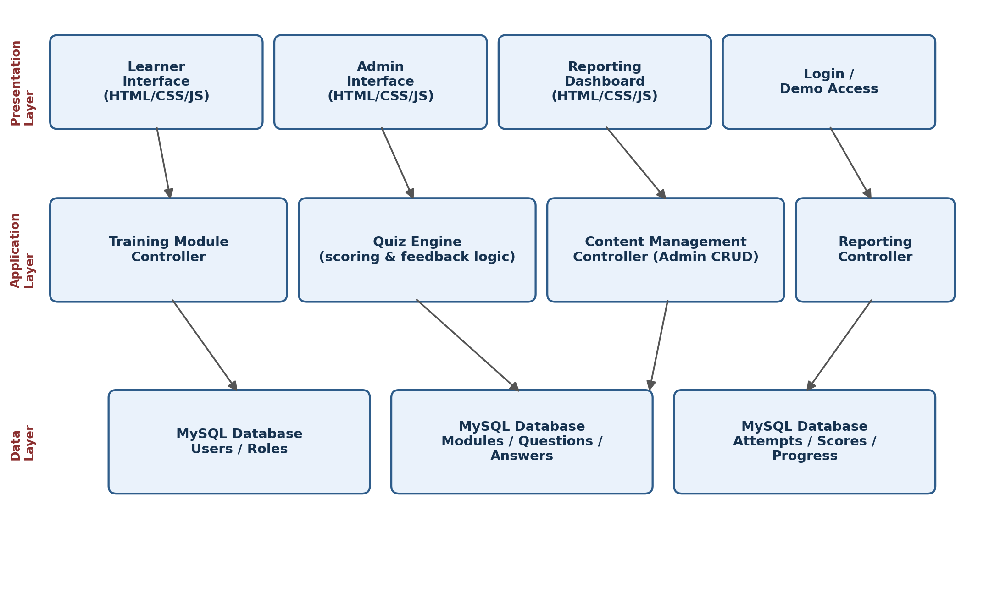 Presentation
Layer
Learner
Interface
(HTML/CSS/JS)
Admin
Interface
(HTML/CSS/JS)
Reporting
Dashboard
(HTML/CSS/JS)
Login /
Demo Access
Application
Layer
Training Module
Controller
Quiz Engine
(scoring & feedback logic)
Content Management
Controller (Admin CRUD)
Reporting
Controller
Data
Layer
MySQL Database
Users / Roles
MySQL Database
Modules / Questions /
Answers
MySQL Database
Attempts / Scores /
Progress